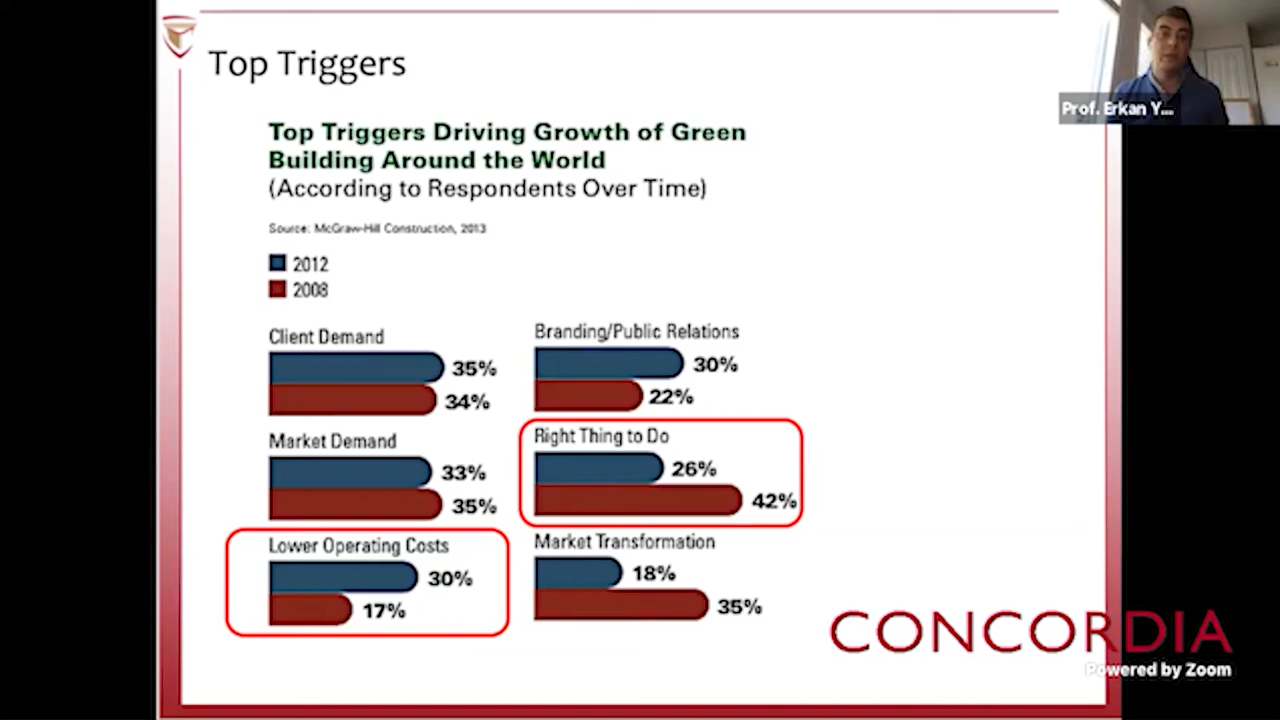 Top Triggers
Prof. Erkan Y...
Top Triggers Driving Growth of Green
Building Around the World
(According to Respondents Over Time)
Source: McGraw-Hill Construction, 2013
2012
2008
Client Demand
35%
34%
Market Demand
33%
35%
Lower Operating Costs
30%
17%
Branding/Public Relations
30%
22%
Right Thing to Do
26%
42%
Market Transformation
18%
35%
CONCORDIA
Powered by Zoom